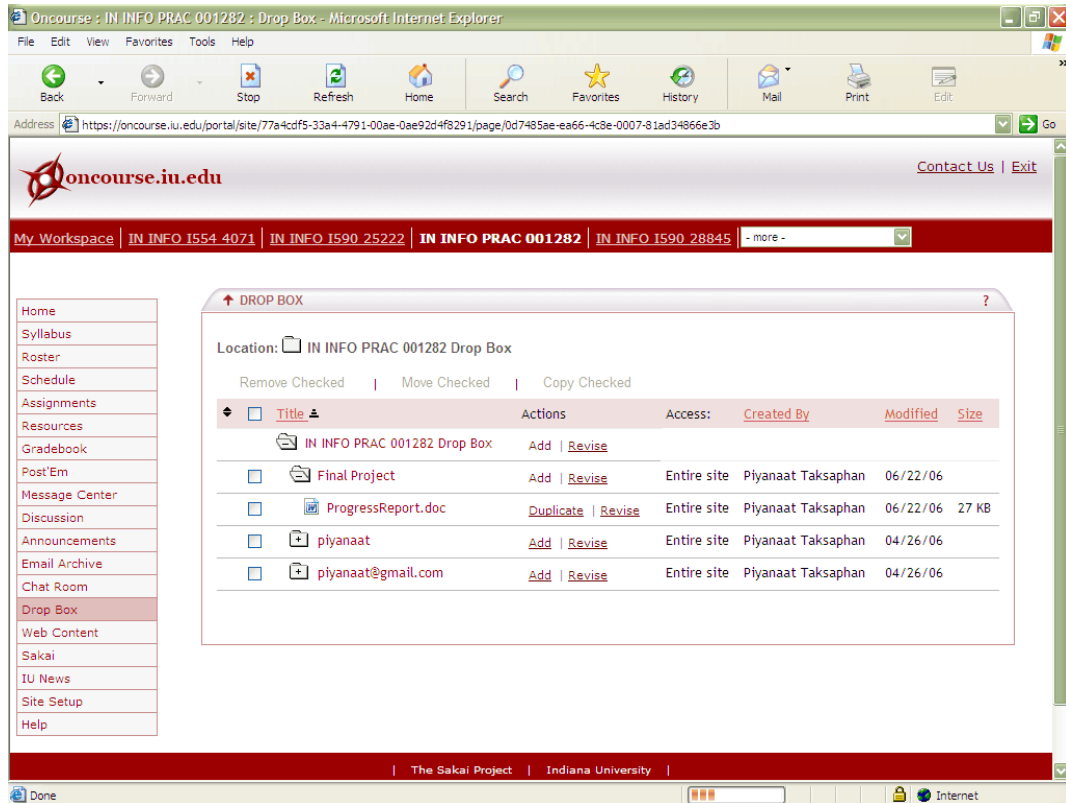 Oncourse : IN INFO PRAC 001282 : Drop Box - Microsoft Internet Explorer
File Edit View Favorites Tools Help
Back Forward Stop Refresh Home Search Favorites History Mail Print Edit
Address https://oncourse.iu.edu/portal/site/77a4cdf5-33a4-4791-00ae-0ae92d4f8291/page/0d7485ae-ea66-4c8e-0007-81ad34866e3b Go
oncourse.iu.edu
Contact Us | Exit
My Workspace | IN INFO I554 4071 | IN INFO I590 25222 | IN INFO PRAC 001282 | IN INFO I590 28845 | - more -
Home
Syllabus
Roster
Schedule
Assignments
Resources
Gradebook
Post'Em
Message Center
Discussion
Announcements
Email Archive
Chat Room
Drop Box
Web Content
Sakai
IU News
Site Setup
Help
DROP BOX ?
Location: IN INFO PRAC 001282 Drop Box
Remove Checked | Move Checked | Copy Checked
Title Actions Access: Created By Modified Size
IN INFO PRAC 001282 Drop Box Add | Revise
Final Project Add | Revise Entire site Piyanaat Taksaphan 06/22/06
ProgressReport.doc Duplicate | Revise Entire site Piyanaat Taksaphan 06/22/06 27 KB
piyanaat Add | Revise Entire site Piyanaat Taksaphan 04/26/06
piyanaat@gmail.com Add | Revise Entire site Piyanaat Taksaphan 04/26/06
| The Sakai Project | Indiana University |
Done Internet